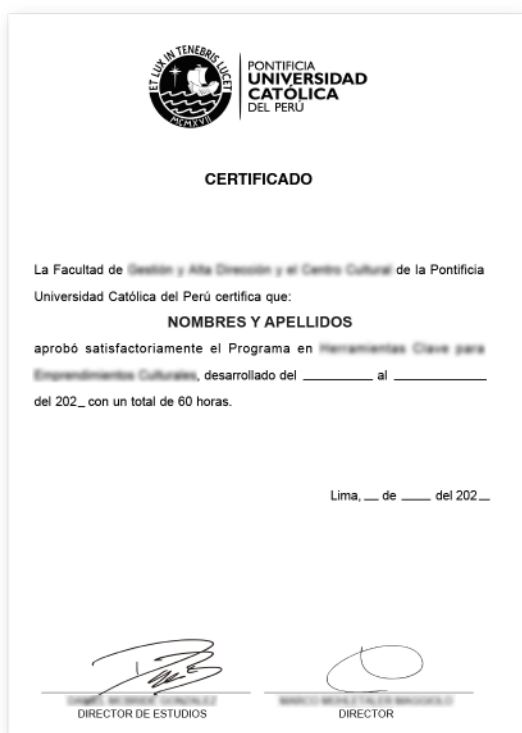 ET LUX IN TENEBRIS LUCET
MCMXVII
PONTIFICIA
UNIVERSIDAD
CATÓLICA
DEL PERÚ
CERTIFICADO
La Facultad de de la Pontificia
Universidad Católica del Perú certifica que:
NOMBRES Y APELLIDOS
aprobó satisfactoriamente el Programa en
, desarrollado del ________ al ________
del 202_ con un total de 60 horas.
Lima, __ de ____ del 202__
DIRECTOR DE ESTUDIOS
DIRECTOR